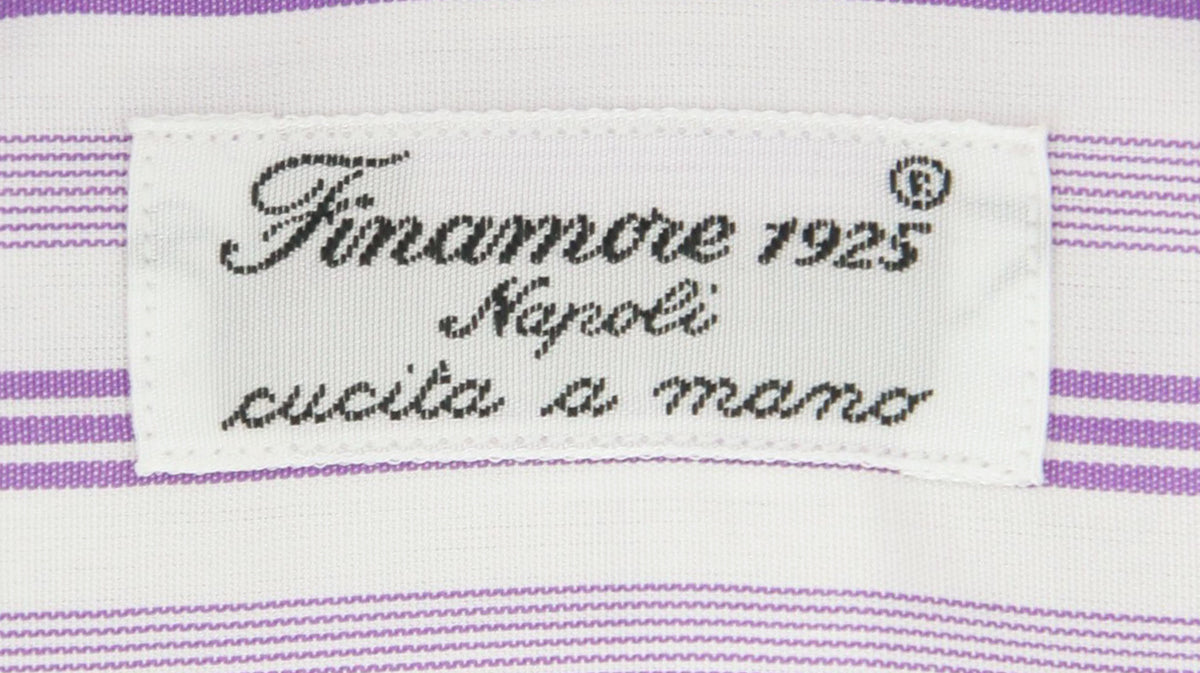 Finamore 1925®
Napoli
cucita a mano